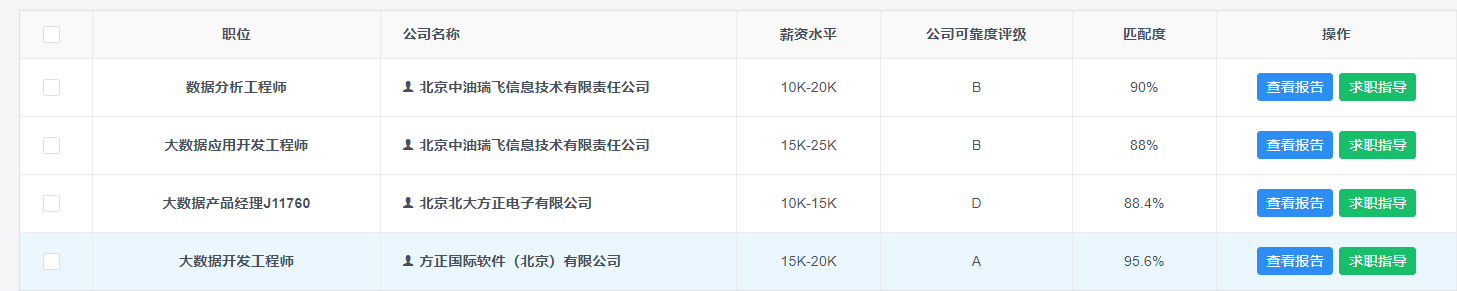 职位 公司名称 薪资水平 公司可靠度评级 匹配度 操作
数据分析工程师 北京中油瑞飞信息技术有限责任公司 10K-20K B 90% 查看报告 求职指导
大数据应用开发工程师 北京中油瑞飞信息技术有限责任公司 15K-25K B 88% 查看报告 求职指导
大数据产品经理J11760 北京北大方正电子有限公司 10K-15K D 88.4% 查看报告 求职指导
大数据开发工程师 方正国际软件（北京）有限公司 15K-20K A 95.6% 查看报告 求职指导